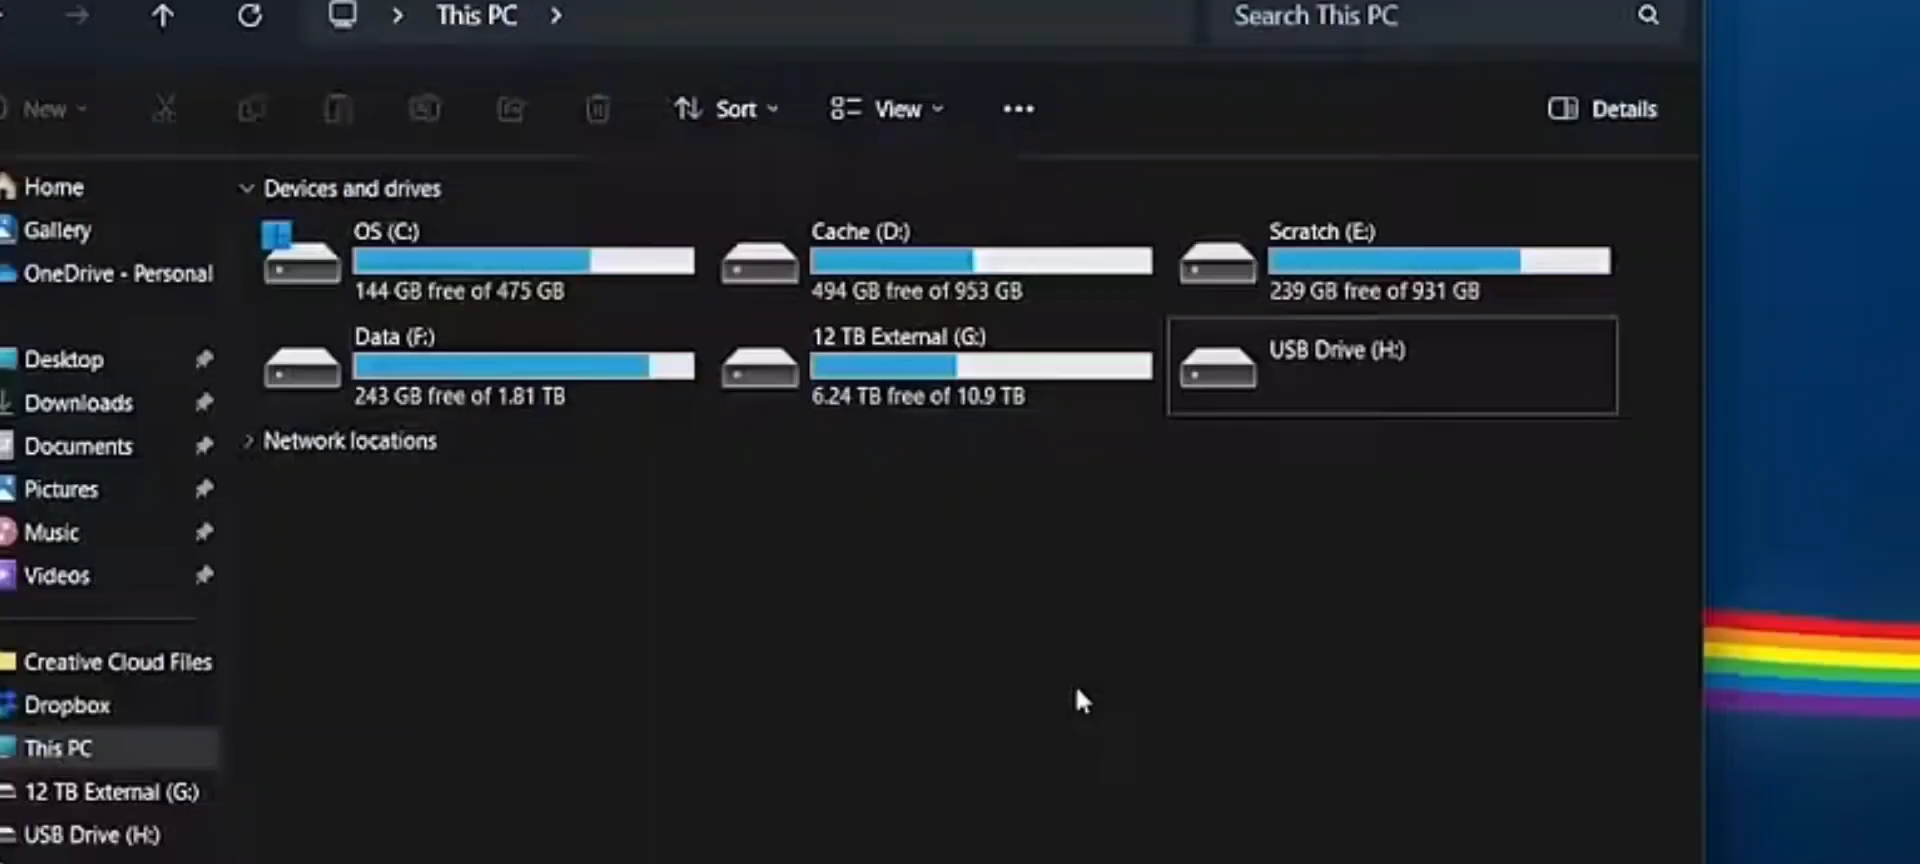 This PC
Search This PC
New
Sort
View
Details
Home
Gallery
OneDrive - Personal
Desktop
Downloads
Documents
Pictures
Music
Videos
Creative Cloud Files
Dropbox
This PC
12 TB External (G:)
USB Drive (H:)
Devices and drives
OS (C:)
144 GB free of 475 GB
Cache (D:)
494 GB free of 953 GB
Scratch (E:)
239 GB free of 931 GB
Data (F:)
243 GB free of 1.81 TB
12 TB External (G:)
6.24 TB free of 10.9 TB
USB Drive (H:)
Network locations